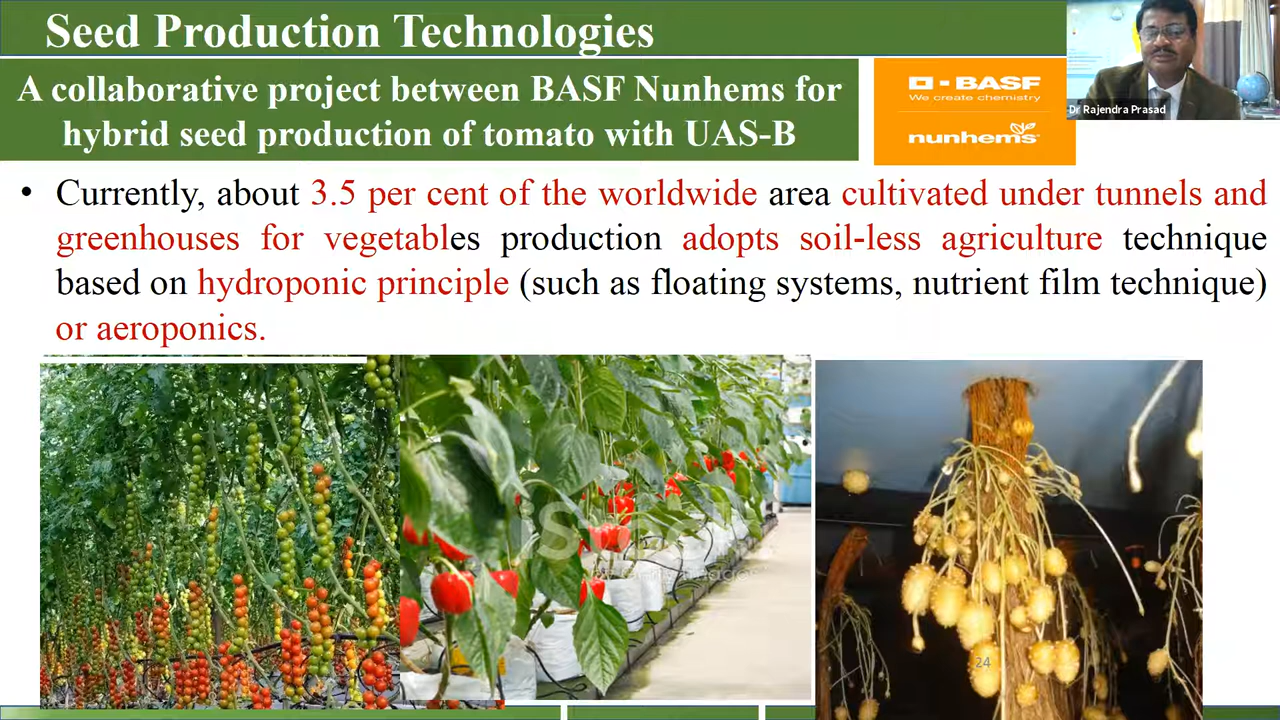 Seed Production Technologies
A collaborative project between BASF Nunhems for
hybrid seed production of tomato with UAS-B
BASF
We create chemistry
nunhems
Dr Rajendra Prasad
• Currently, about 3.5 per cent of the worldwide area cultivated under tunnels and
greenhouses for vegetables production adopts soil-less agriculture technique
based on hydroponic principle (such as floating systems, nutrient film technique)
or aeroponics.
iStock
24